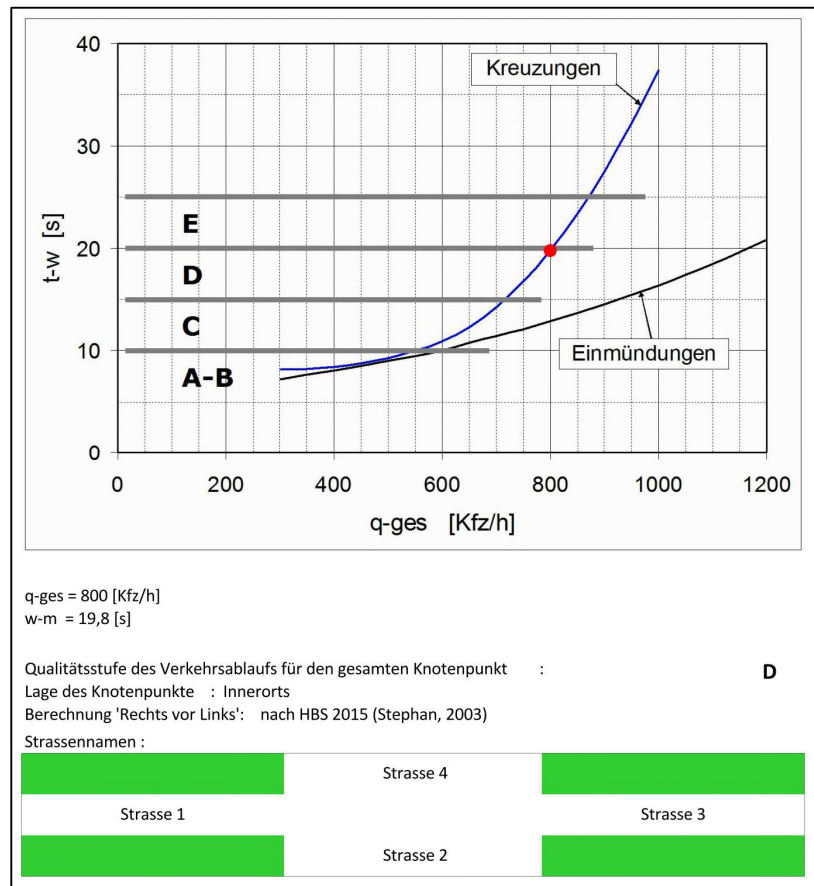 40
Kreuzungen
30
t-w [s]
E
20
D
C
10
Einmündungen
A-B
0
0 200 400 600 800 1000 1200
q-ges [Kfz/h]
q-ges = 800 [Kfz/h]
w-m = 19,8 [s]
Qualitätsstufe des Verkehrsablaufs für den gesamten Knotenpunkt : D
Lage des Knotenpunkte : Innerorts
Berechnung 'Rechts vor Links': nach HBS 2015 (Stephan, 2003)
Strassennamen :
Strasse 4
Strasse 1 Strasse 3
Strasse 2